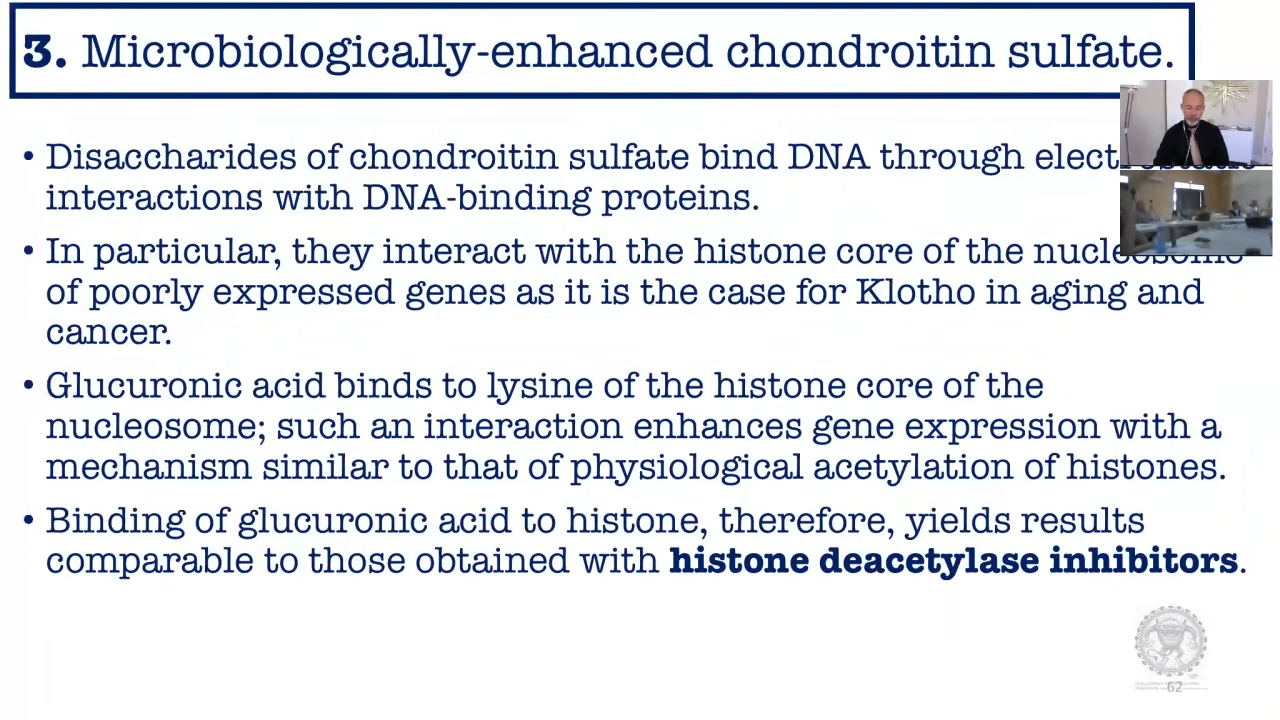 3. Microbiologically-enhanced chondroitin sulfate.
• Disaccharides of chondroitin sulfate bind DNA through
interactions with DNA-binding proteins.
• In particular, they interact with the histone core of the nucleosome
of poorly expressed genes as it is the case for Klotho in aging and
cancer.
• Glucuronic acid binds to lysine of the histone core of the
nucleosome; such an interaction enhances gene expression with a
mechanism similar to that of physiological acetylation of histones.
• Binding of glucuronic acid to histone, therefore, yields results
comparable to those obtained with histone deacetylase inhibitors.
62